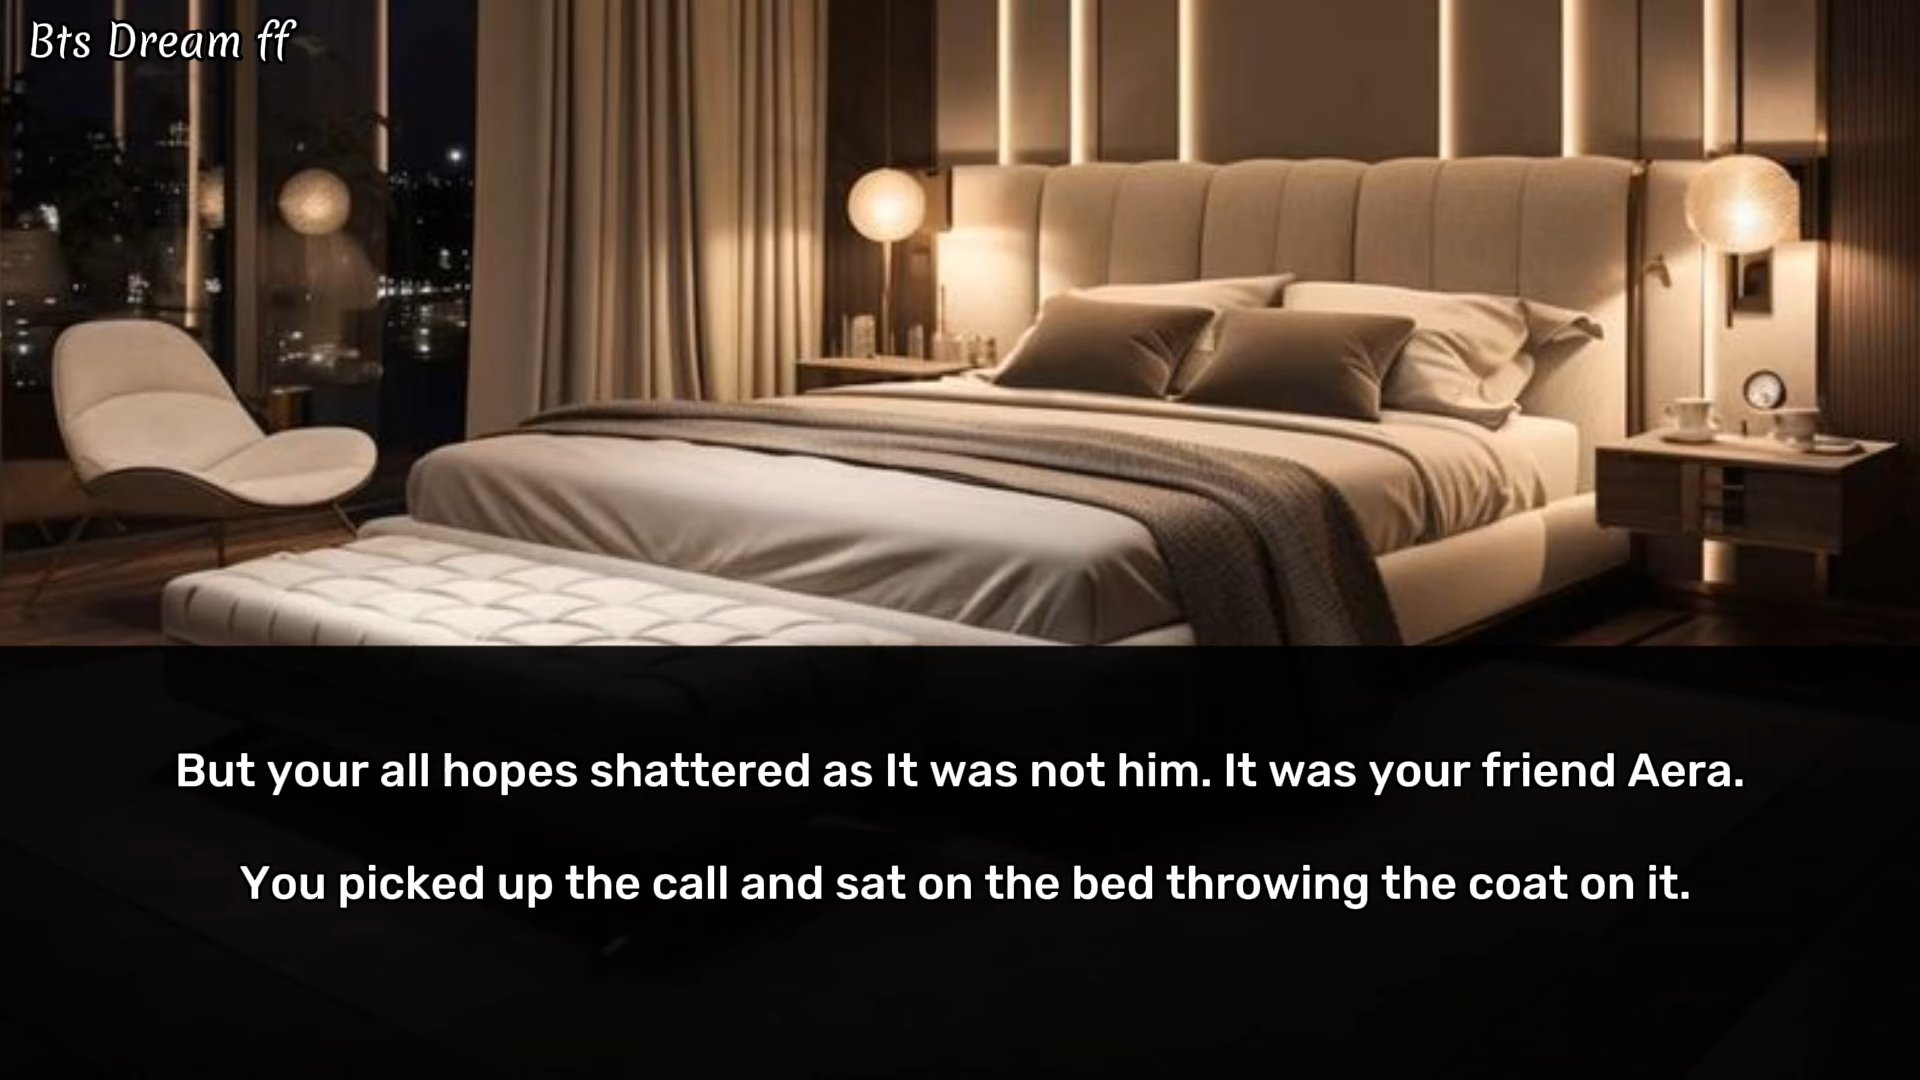 Bts Dream ff
But your all hopes shattered as It was not him. It was your friend Aera.
You picked up the call and sat on the bed throwing the coat on it.